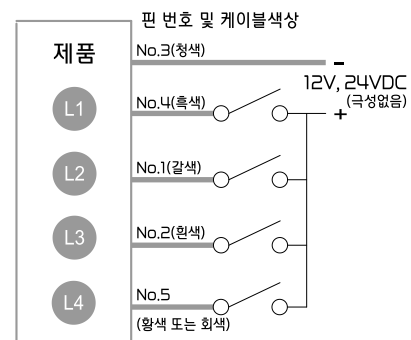 핀 번호 및 케이블색상
제품
No.3(청색)
-
12V, 24VDC
(극성없음)
+
L1
No.4(흑색)
L2
No.1(갈색)
L3
No.2(흰색)
L4
No.5
(황색 또는 회색)